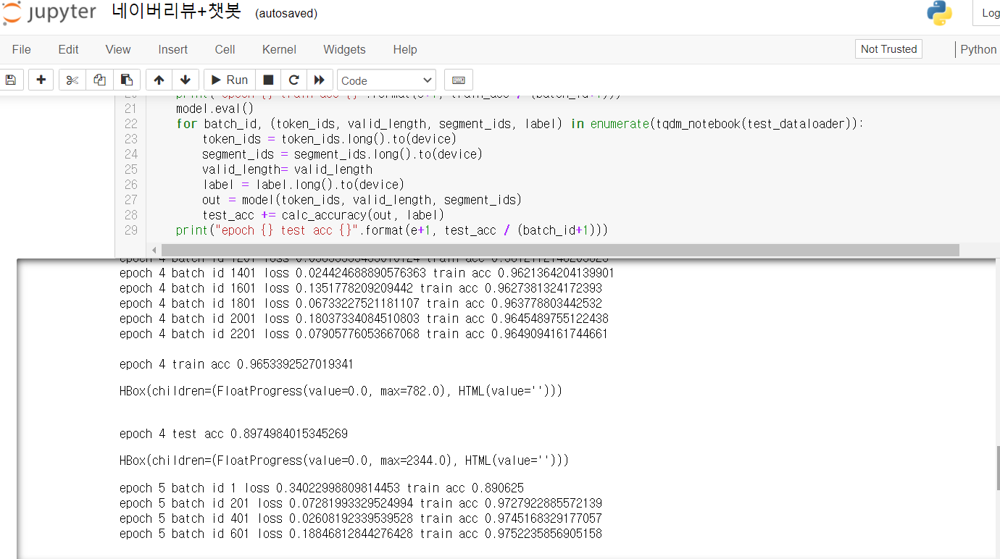 jupyter 네이버리뷰+챗봇 (autosaved)
File Edit View Insert Cell Kernel Widgets Help Not Trusted Python
Run Code
print("epoch {} train acc {}".format(e+1, train_acc / (batch_id+1)))
21 model.eval()
22 for batch_id, (token_ids, valid_length, segment_ids, label) in enumerate(tqdm_notebook(test_dataloader)):
23 token_ids = token_ids.long().to(device)
24 segment_ids = segment_ids.long().to(device)
25 valid_length= valid_length
26 label = label.long().to(device)
27 out = model(token_ids, valid_length, segment_ids)
28 test_acc += calc_accuracy(out, label)
29 print("epoch {} test acc {}".format(e+1, test_acc / (batch_id+1)))
epoch 4 batch id 1201 loss train acc
epoch 4 batch id 1401 loss 0.024424688890576363 train acc 0.9621364204139901
epoch 4 batch id 1601 loss 0.1351778209209442 train acc 0.9627381324172393
epoch 4 batch id 1801 loss 0.06733227521181107 train acc 0.963778803442532
epoch 4 batch id 2001 loss 0.18037334084510803 train acc 0.9645489755122438
epoch 4 batch id 2201 loss 0.07905776053667068 train acc 0.9649094161744661
epoch 4 train acc 0.9653392527019341
HBox(children=(FloatProgress(value=0.0, max=782.0), HTML(value='')))
epoch 4 test acc 0.8974984015345269
HBox(children=(FloatProgress(value=0.0, max=2344.0), HTML(value='')))
epoch 5 batch id 1 loss 0.34022998809814453 train acc 0.890625
epoch 5 batch id 201 loss 0.07281993329524994 train acc 0.9727922885572139
epoch 5 batch id 401 loss 0.02608192339539528 train acc 0.9745168329177057
epoch 5 batch id 601 loss 0.18846812844276428 train acc 0.9752235856905158